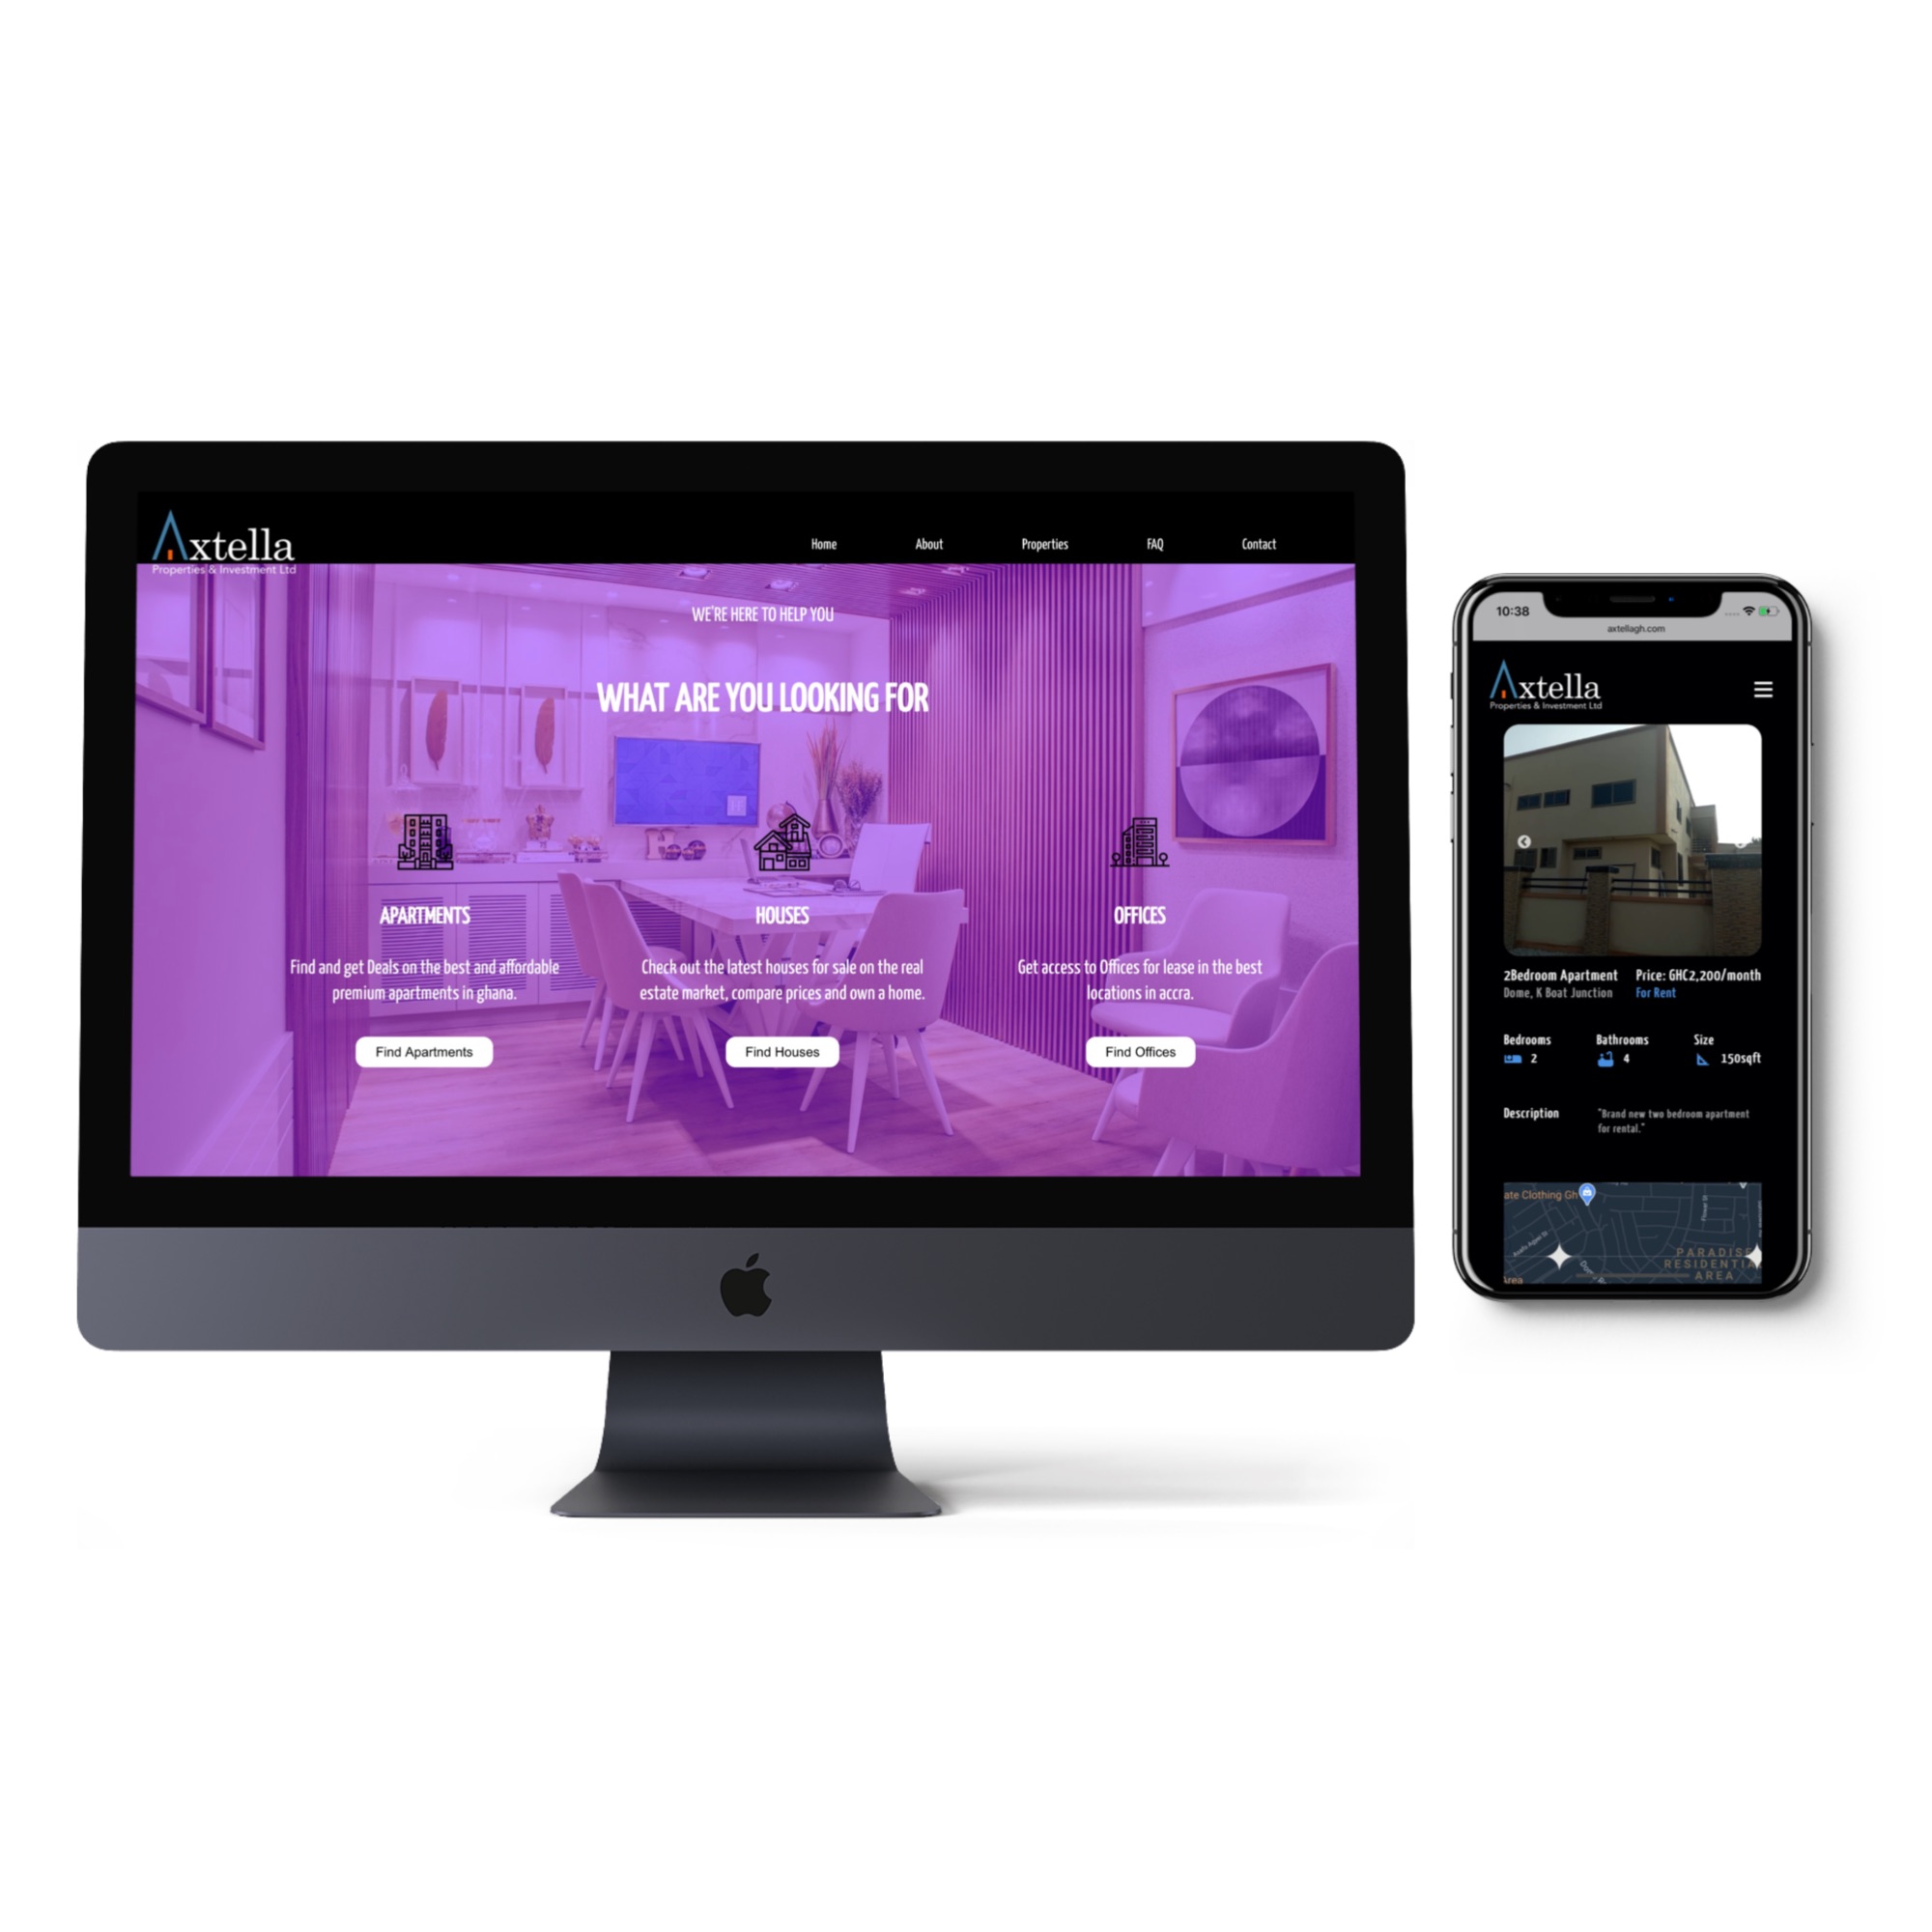 Axtella
Properties & Investment Ltd
Home About Properties FAQ Contact
WE'RE HERE TO HELP YOU
WHAT ARE YOU LOOKING FOR
APARTMENTS
Find and get Deals on the best and affordable
premium apartments in ghana.
Find Apartments
HOUSES
Check out the latest houses for sale on the real
estate market, compare prices and own a home.
Find Houses
OFFICES
Get access to Offices for lease in the best
locations in accra.
Find Offices
10:38
axtellagh.com
Axtella
Properties & Investment Ltd
2Bedroom Apartment Price: GHC2,200/month
Dome, K Boat Junction For Rent
Bedrooms Bathrooms Size
2 4 150sqft
Description "Brand new two bedroom apartment
for rental."
ate Clothing Gh
PARADISE
RESIDENTIA
AREA
Area